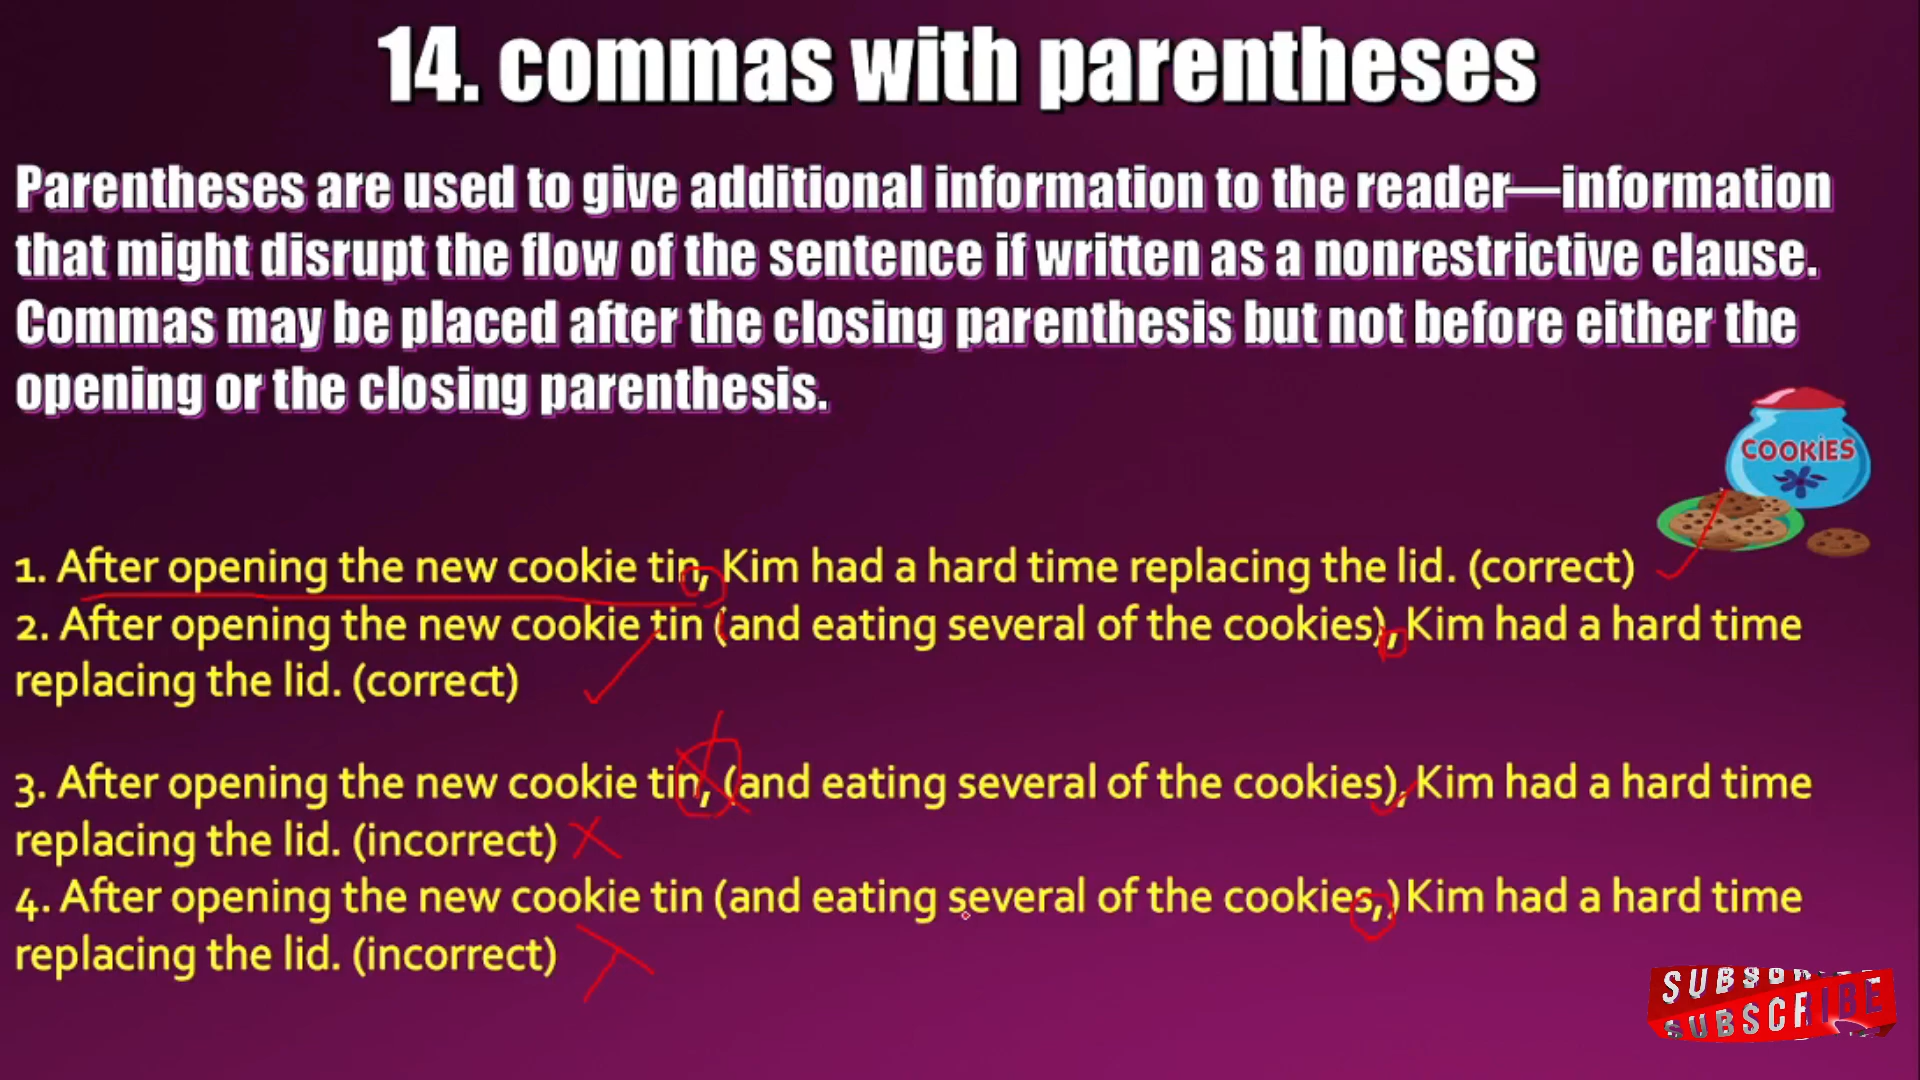 14. commas with parentheses
Parentheses are used to give additional information to the reader—information
that might disrupt the flow of the sentence if written as a nonrestrictive clause.
Commas may be placed after the closing parenthesis but not before either the
opening or the closing parenthesis.
COOKIES
1. After opening the new cookie tin, Kim had a hard time replacing the lid. (correct)
2. After opening the new cookie tin (and eating several of the cookies), Kim had a hard time
replacing the lid. (correct)
3. After opening the new cookie tin, (and eating several of the cookies), Kim had a hard time
replacing the lid. (incorrect)
4. After opening the new cookie tin (and eating several of the cookies,) Kim had a hard time
replacing the lid. (incorrect)
SUBSCRIBE
SUBSCRIBE